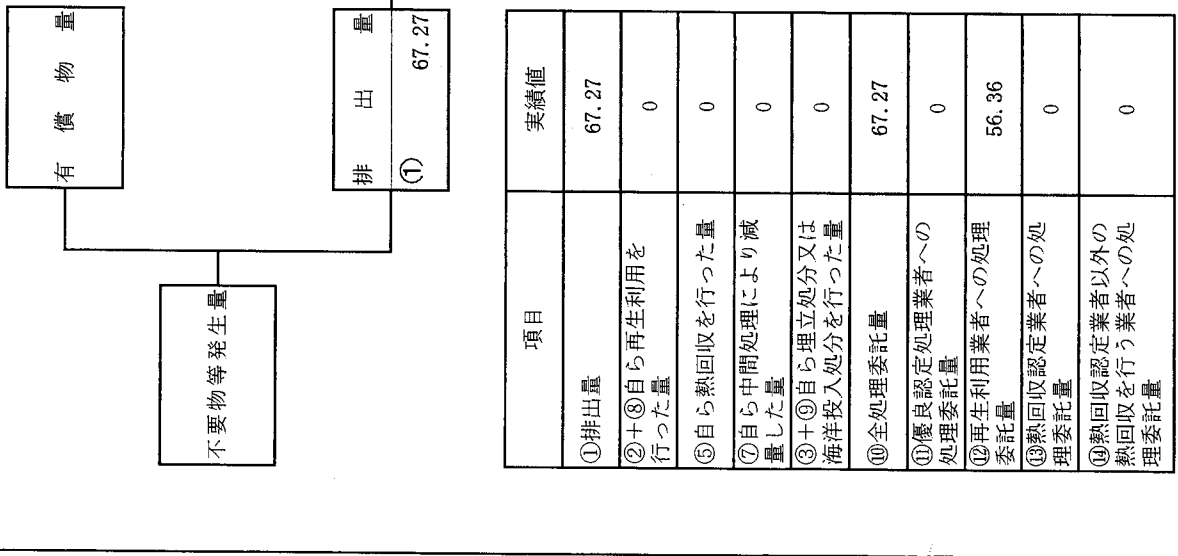 不要物等発生量
有償物量
排出量
① 67.27
項目 実績値
①排出量 67.27
②+⑧自ら再生利用を
行った量 0
⑤自ら熱回収を行った量 0
⑦自ら中間処理により減
量した量 0
③+⑨自ら埋立処分又は
海洋投入処分を行った量 0
⑩全処理委託量 67.27
⑪優良認定処理業者への
処理委託量 0
⑫再生利用業者への処理
委託量 56.36
⑬熱回収認定業者への処
理委託量 0
⑭熱回収認定業者以外の
熱回収を行う業者への処
理委託量 0